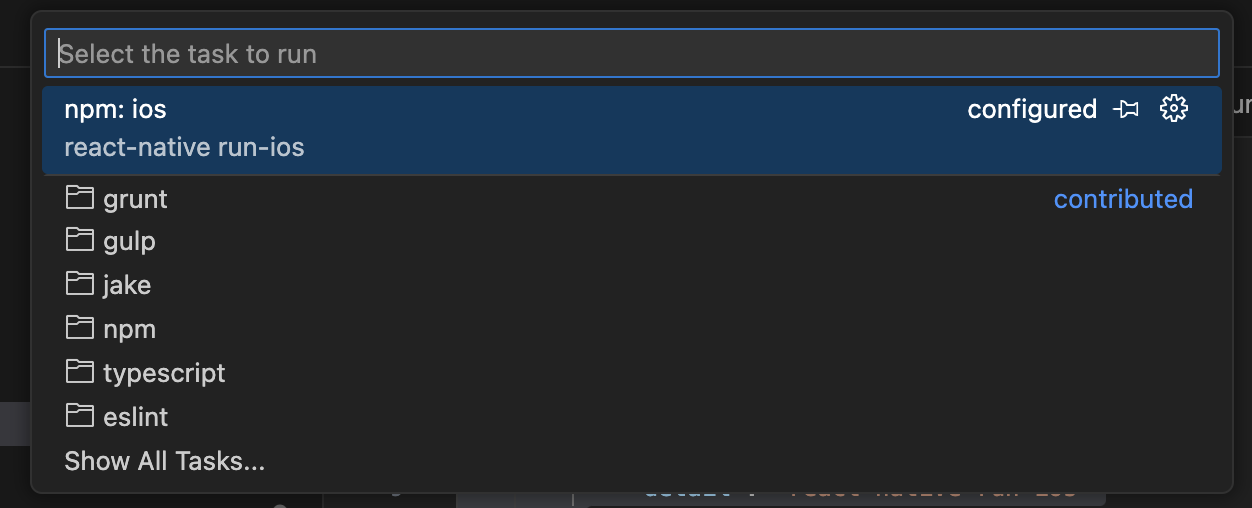 Select the task to run
npm: ios configured
react-native run-ios
grunt contributed
gulp
jake
npm
typescript
eslint
Show All Tasks...